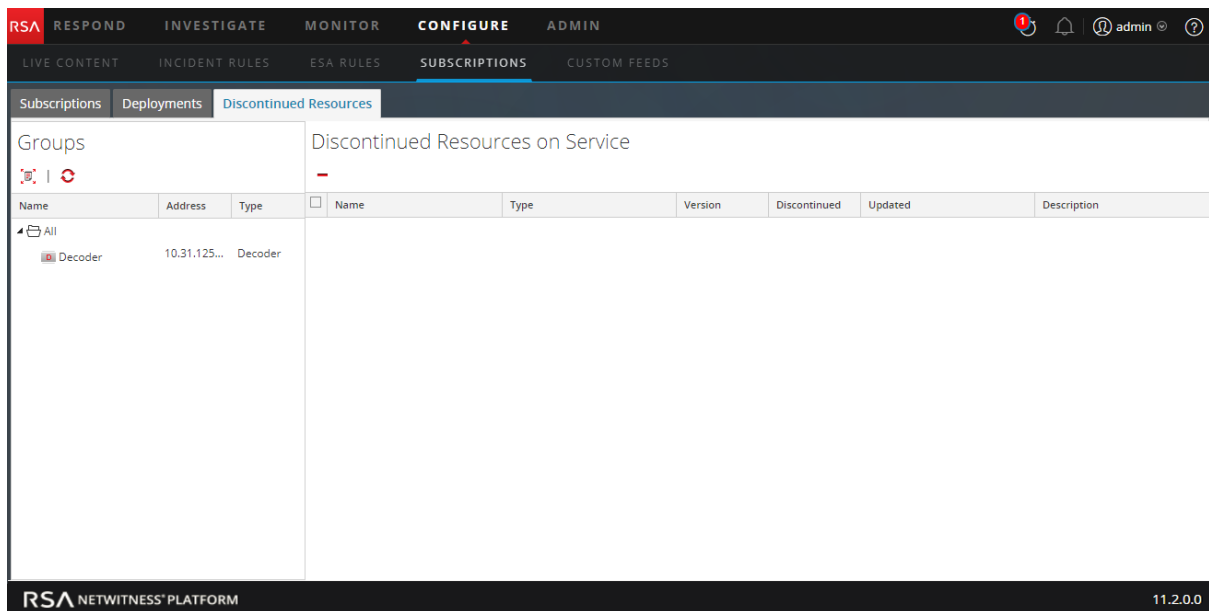 RSA RESPOND INVESTIGATE MONITOR CONFIGURE ADMIN 1 admin ?
LIVE CONTENT INCIDENT RULES ESA RULES SUBSCRIPTIONS CUSTOM FEEDS
Subscriptions Deployments Discontinued Resources
Groups
Name Address Type
All
D Decoder 10.31.125... Decoder
Discontinued Resources on Service
Name Type Version Discontinued Updated Description
RSA NETWITNESS® PLATFORM
11.2.0.0